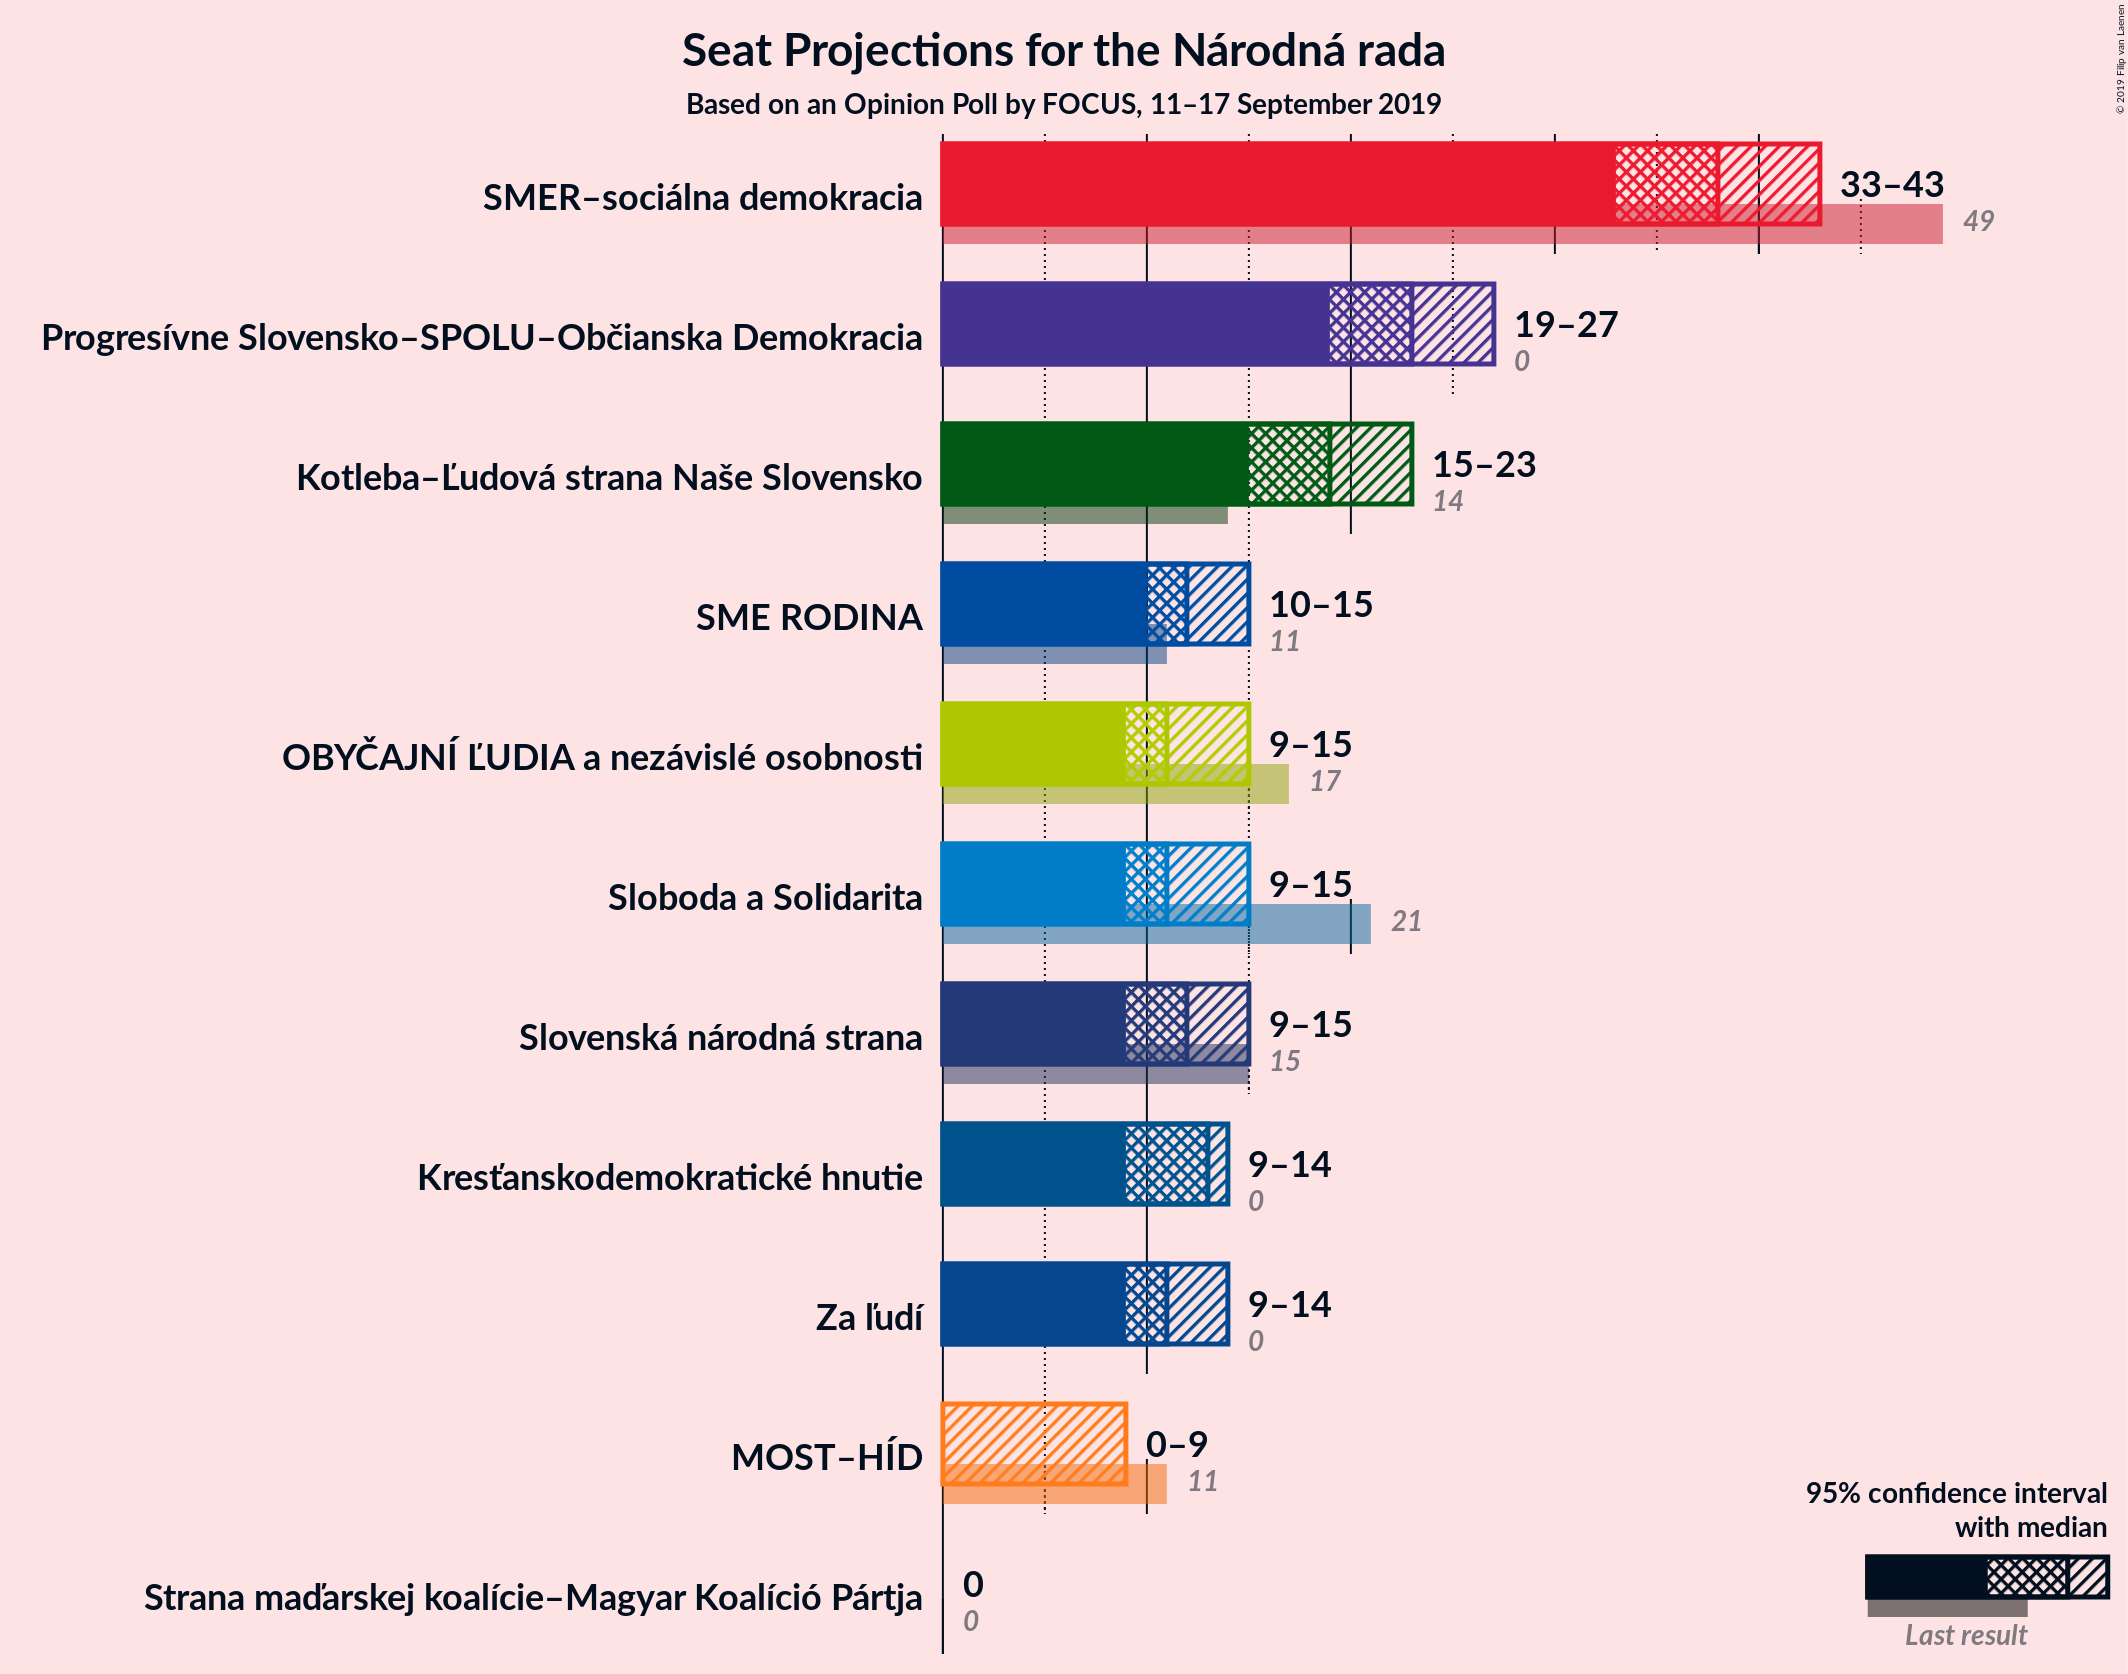 Seat Projections for the Národná rada
Based on an Opinion Poll by FOCUS, 11–17 September 2019
© 2019 Filip van Laenen
SMER–sociálna demokracia
33–43
49
Progresívne Slovensko–SPOLU–Občianska Demokracia
19–27
0
Kotleba–Ľudová strana Naše Slovensko
15–23
14
SME RODINA
10–15
11
OBYČAJNÍ ĽUDIA a nezávislé osobnosti
9–15
17
Sloboda a Solidarita
9–15
21
Slovenská národná strana
9–15
15
Kresťanskodemokratické hnutie
9–14
0
Za ľudí
9–14
0
MOST–HÍD
0–9
11
Strana maďarskej koalície–Magyar Koalíció Pártja
0
0
95% confidence interval
with median
Last result